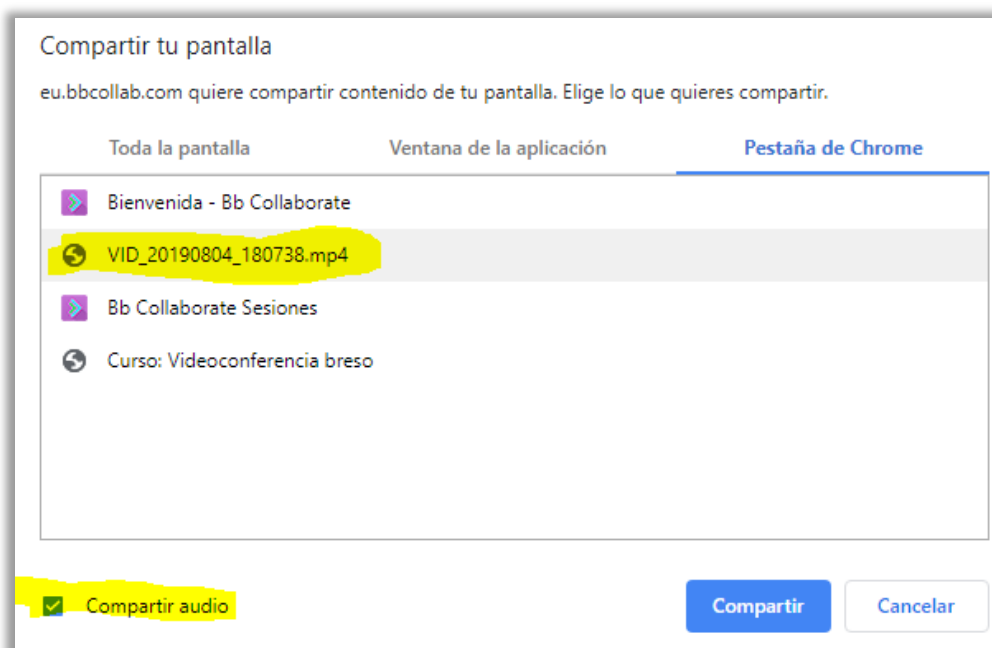 Compartir tu pantalla
eu.bbcollab.com quiere compartir contenido de tu pantalla. Elige lo que quieres compartir.
Toda la pantalla Ventana de la aplicación Pestaña de Chrome
Bienvenida - Bb Collaborate
VID_20190804_180738.mp4
Bb Collaborate Sesiones
Curso: Videoconferencia breso
Compartir audio Compartir Cancelar